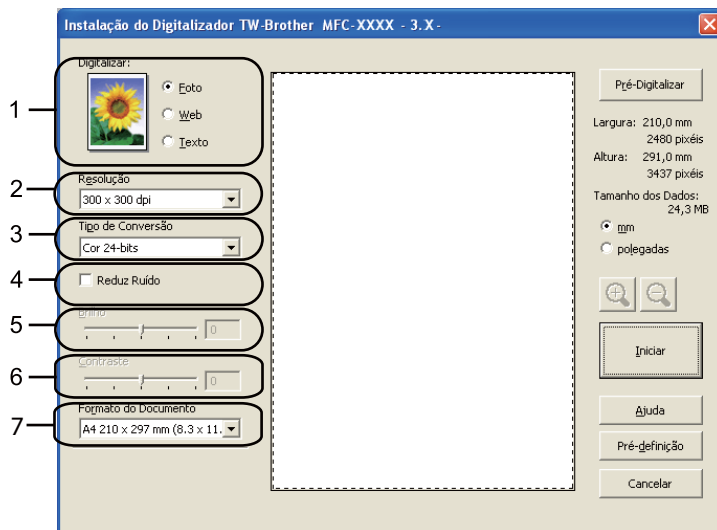 Instalação do Digitalizador TW-Brother MFC-XXXX - 3.X-
1
Digitalizar:
Foto
Web
Texto
2
Resolução
300 x 300 dpi
3
Tipo de Conversão
Cor 24-bits
4
Reduz Ruído
5
Brilho
0
6
Contraste
0
7
Formato do Documento
A4 210 x 297 mm (8.3 x 11.
Pré-Digitalizar
Largura: 210,0 mm
2480 pixéis
Altura: 291,0 mm
3437 pixéis
Tamanho dos Dados:
24,3 MB
mm
polegadas
Iniciar
Ajuda
Pré-definição
Cancelar